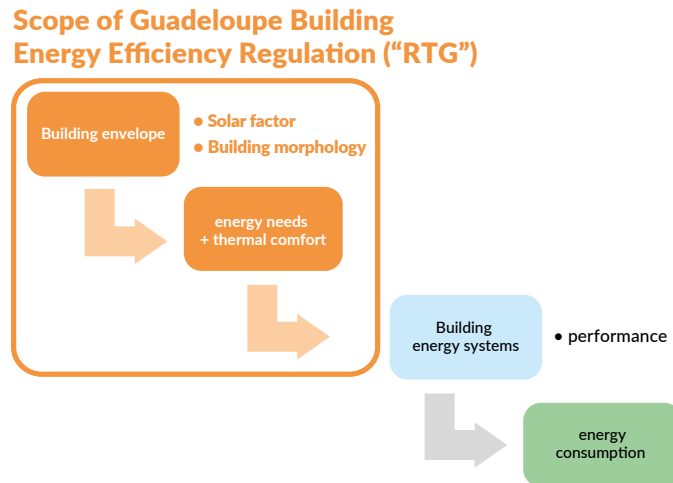 Scope of Guadeloupe Building
Energy Efficiency Regulation (“RTG”)
Building envelope
• Solar factor
• Building morphology
energy needs
+ thermal comfort
Building
energy systems
• performance
energy
consumption